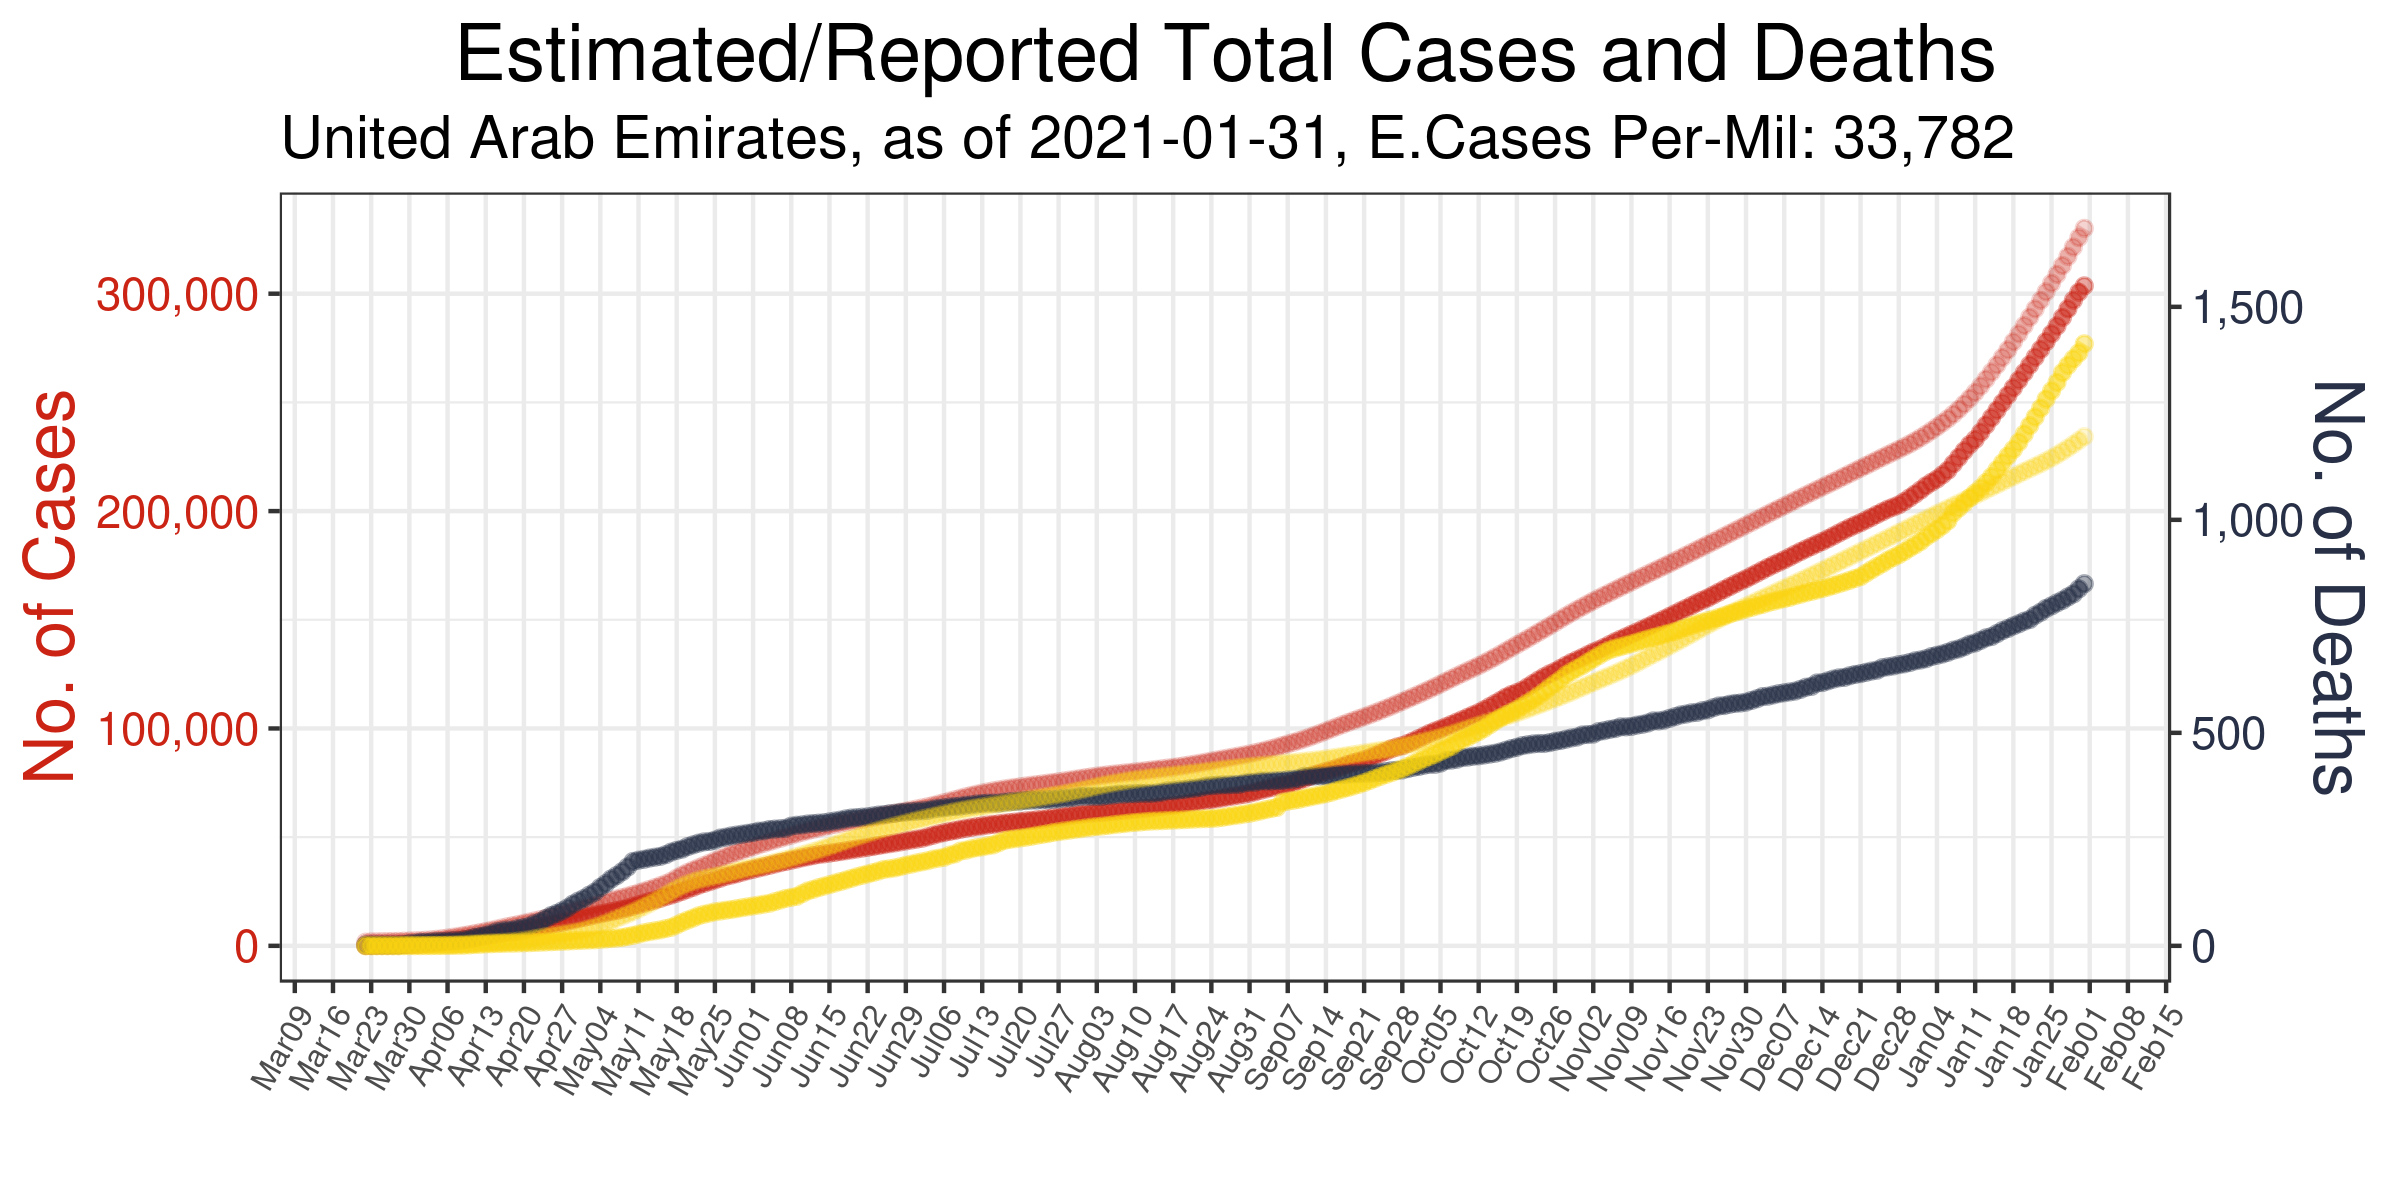 Estimated/Reported Total Cases and Deaths
United Arab Emirates, as of 2021-01-31, E.Cases Per-Mil: 33,782
No. of Cases
300,000
200,000
100,000
0
1,500
1,000
500
0
No. of Deaths
Mar09
Mar16
Mar23
Mar30
Apr06
Apr13
Apr20
Apr27
May04
May11
May18
May25
Jun01
Jun08
Jun15
Jun22
Jun29
Jul06
Jul13
Jul20
Jul27
Aug03
Aug10
Aug17
Aug24
Aug31
Sep07
Sep14
Sep21
Sep28
Oct05
Oct12
Oct19
Oct26
Nov02
Nov09
Nov16
Nov23
Nov30
Dec07
Dec14
Dec21
Dec28
Jan04
Jan11
Jan18
Jan25
Feb01
Feb08
Feb15